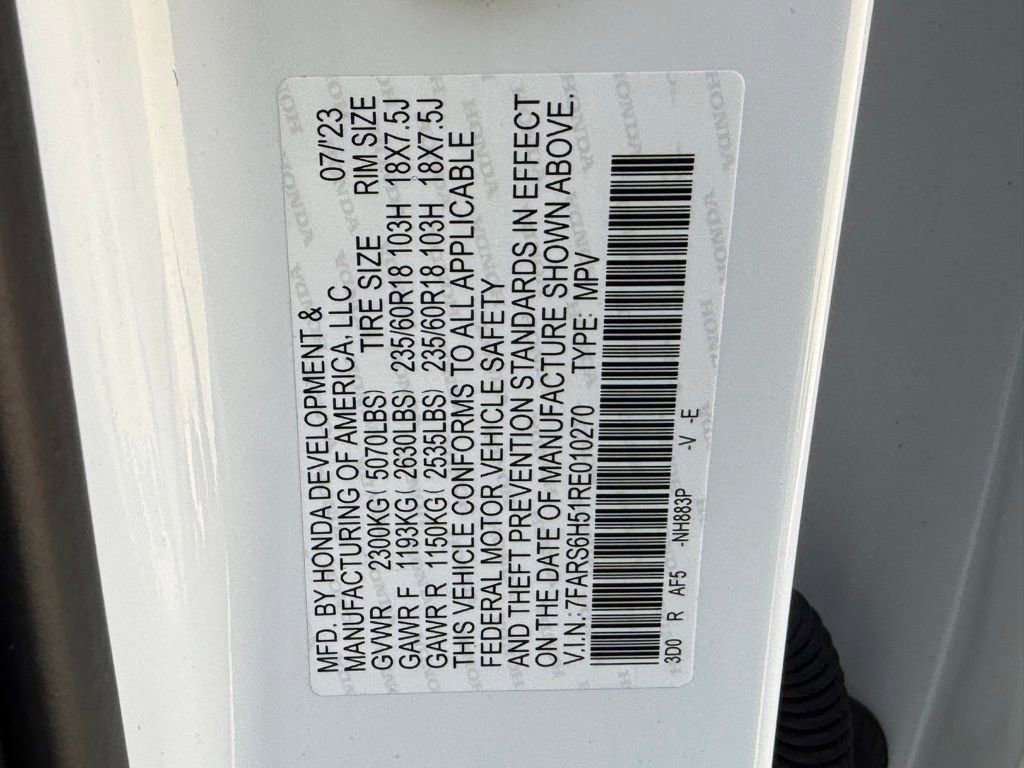 MFD. BY HONDA DEVELOPMENT &
MANUFACTURING OF AMERICA, LLC 07/'23
GVWR 2300KG( 5070LBS) TIRE SIZE RIM SIZE
GAWR F 1193KG( 2630LBS) 235/60R18 103H 18X7.5J
GAWR R 1150KG( 2535LBS) 235/60R18 103H 18X7.5J
THIS VEHICLE CONFORMS TO ALL APPLICABLE
FEDERAL MOTOR VEHICLE SAFETY
AND THEFT PREVENTION STANDARDS IN EFFECT
ON THE DATE OF MANUFACTURE SHOWN ABOVE.
V.I.N.: 7FARS6H51RE010270 TYPE: MPV
3D0 R AF5 -NH883P -V -E